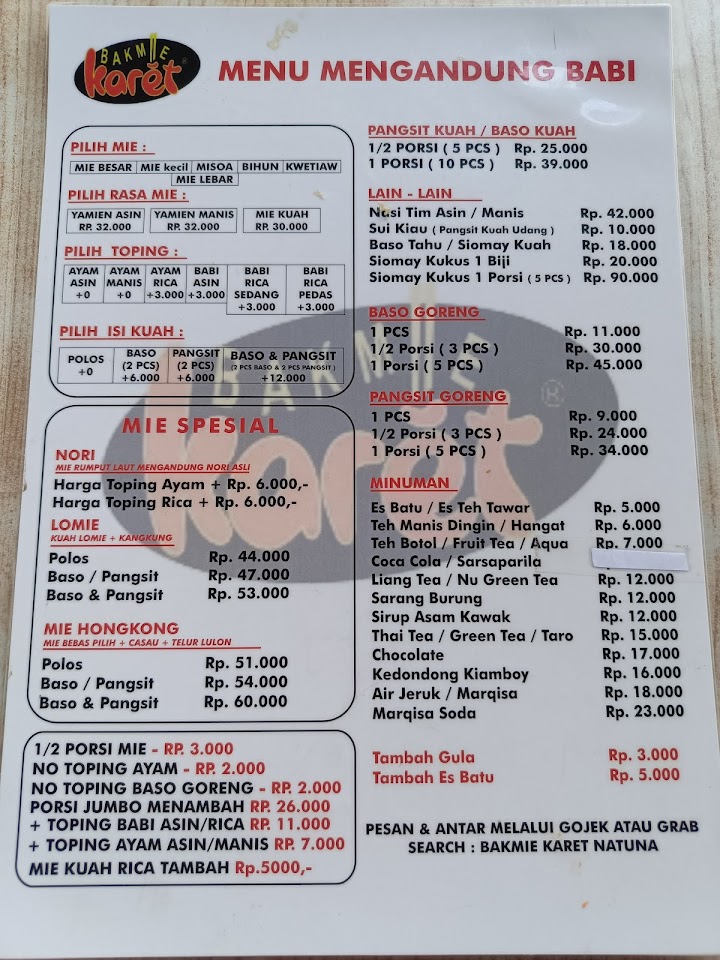 BAKMIE
karet®
MENU MENGANDUNG BABI
PILIH MIE :
MIE BESAR MIE kecil MISOA BIHUN KWETIAW
MIE LEBAR
PILIH RASA MIE :
YAMIEN ASIN YAMIEN MANIS MIE KUAH
RP. 32.000 RP. 32.000 RP. 30.000
PILIH TOPING :
AYAM AYAM AYAM BABI BABI BABI
ASIN MANIS RICA ASIN RICA RICA
+0 +0 +3.000 +3.000 SEDANG PEDAS
+3.000 +3.000
PILIH ISI KUAH :
POLOS BASO PANGSIT BASO & PANGSIT
+0 (2 PCS) (2 PCS) (2 PCS BASO & 2 PCS PANGSIT)
+6.000 +6.000 +12.000
MIE SPESIAL
NORI
MIE RUMPUT LAUT MENGANDUNG NORI ASLI
Harga Toping Ayam + Rp. 6.000,-
Harga Toping Rica + Rp. 6.000,-
LOMIE
KUAH LOMIE + KANGKUNG
Polos Rp. 44.000
Baso / Pangsit Rp. 47.000
Baso & Pangsit Rp. 53.000
MIE HONGKONG
MIE BEBAS PILIH + CASAU + TELUR LULON
Polos Rp. 51.000
Baso / Pangsit Rp. 54.000
Baso & Pangsit Rp. 60.000
1/2 PORSI MIE - RP. 3.000
NO TOPING AYAM - RP. 2.000
NO TOPING BASO GORENG - RP. 2.000
PORSI JUMBO MENAMBAH RP. 26.000
+ TOPING BABI ASIN/RICA RP. 11.000
+ TOPING AYAM ASIN/MANIS RP. 7.000
MIE KUAH RICA TAMBAH Rp.5000,-
PANGSIT KUAH / BASO KUAH
1/2 PORSI ( 5 PCS ) Rp. 25.000
1 PORSI ( 10 PCS ) Rp. 39.000
LAIN - LAIN
Nasi Tim Asin / Manis Rp. 42.000
Sui Kiau ( Pangsit Kuah Udang ) Rp. 10.000
Baso Tahu / Siomay Kuah Rp. 18.000
Siomay Kukus 1 Biji Rp. 20.000
Siomay Kukus 1 Porsi ( 5 PCS ) Rp. 90.000
BASO GORENG
1 PCS Rp. 11.000
1/2 Porsi ( 3 PCS ) Rp. 30.000
1 Porsi ( 5 PCS ) Rp. 45.000
PANGSIT GORENG
1 PCS Rp. 9.000
1/2 Porsi ( 3 PCS ) Rp. 24.000
1 Porsi ( 5 PCS ) Rp. 34.000
MINUMAN
Es Batu / Es Teh Tawar Rp. 5.000
Teh Manis Dingin / Hangat Rp. 6.000
Teh Botol / Fruit Tea / Aqua Rp. 7.000
Coca Cola / Sarsaparila
Liang Tea / Nu Green Tea Rp. 12.000
Sarang Burung Rp. 12.000
Sirup Asam Kawak Rp. 12.000
Thai Tea / Green Tea / Taro Rp. 15.000
Chocolate Rp. 17.000
Kedondong Kiamboy Rp. 16.000
Air Jeruk / Marqisa Rp. 18.000
Marqisa Soda Rp. 23.000
Tambah Gula Rp. 3.000
Tambah Es Batu Rp. 5.000
PESAN & ANTAR MELALUI GOJEK ATAU GRAB
SEARCH : BAKMIE KARET NATUNA
BAKMIE
karet®